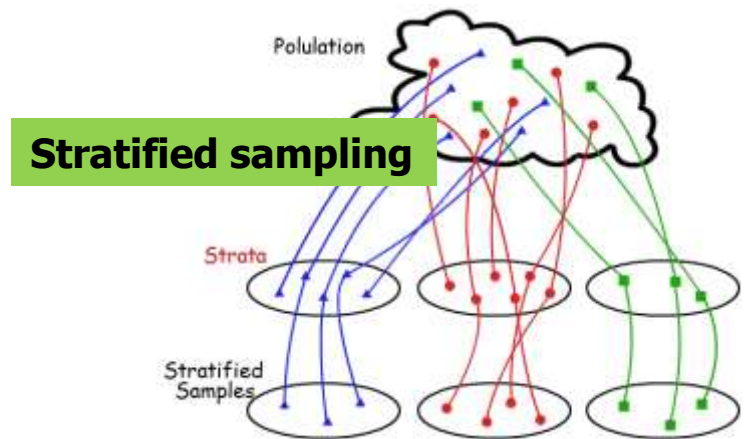 Polulation
Stratified sampling
Strata
Stratified
Samples